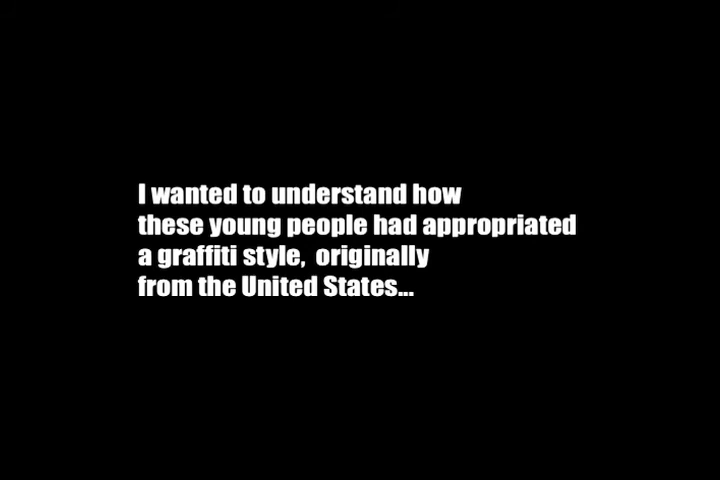 I wanted to understand how
these young people had appropriated
a graffiti style,  originally
from the United States...